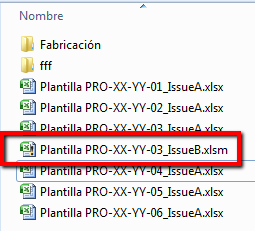 Nombre
Fabricación
fff
Plantilla PRO-XX-YY-01_IssueA.xlsx
Plantilla PRO-XX-YY-02_IssueA.xlsx
Plantilla PRO-XX-YY-03_IssueA.xlsx
Plantilla PRO-XX-YY-03_IssueB.xlsm
Plantilla PRO-XX-YY-04_IssueA.xlsx
Plantilla PRO-XX-YY-05_IssueA.xlsx
Plantilla PRO-XX-YY-06_IssueA.xlsx